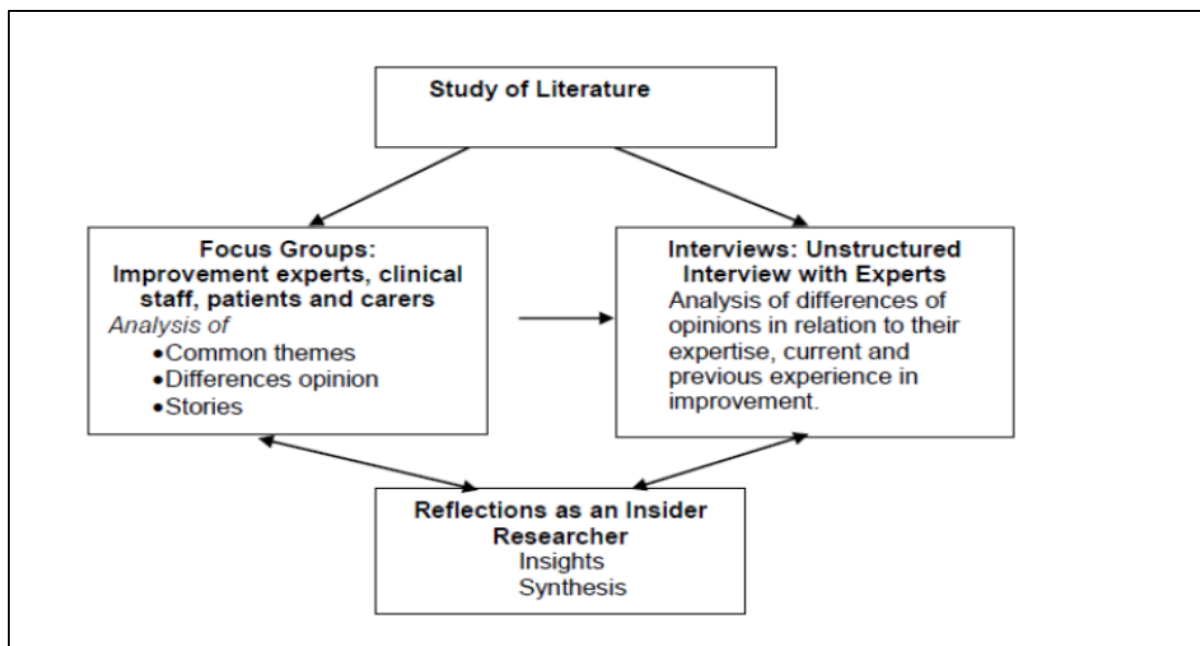 Study of Literature
Focus Groups:
Improvement experts, clinical
staff, patients and carers
Analysis of
•Common themes
•Differences opinion
•Stories
Interviews: Unstructured
Interview with Experts
Analysis of differences of
opinions in relation to their
expertise, current and
previous experience in
improvement.
Reflections as an Insider
Researcher
Insights
Synthesis